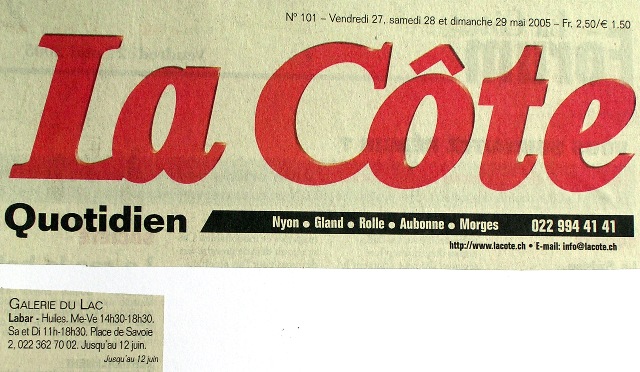 N° 101 – Vendredi 27, samedi 28 et dimanche 29 mai 2005 – Fr. 2,50/€ 1.50
La Côte
Quotidien
Nyon ● Gland ● Rolle ● Aubonne ● Morges 022 994 41 41
http://www.lacote.ch • E-mail: info@lacote.ch
GALERIE DU LAC
Labar - Huiles. Me-Ve 14h30-18h30.
Sa et Di 11h-18h30. Place de Savoie
2, 022 362 70 02. Jusqu'au 12 juin.
Jusqu'au 12 juin